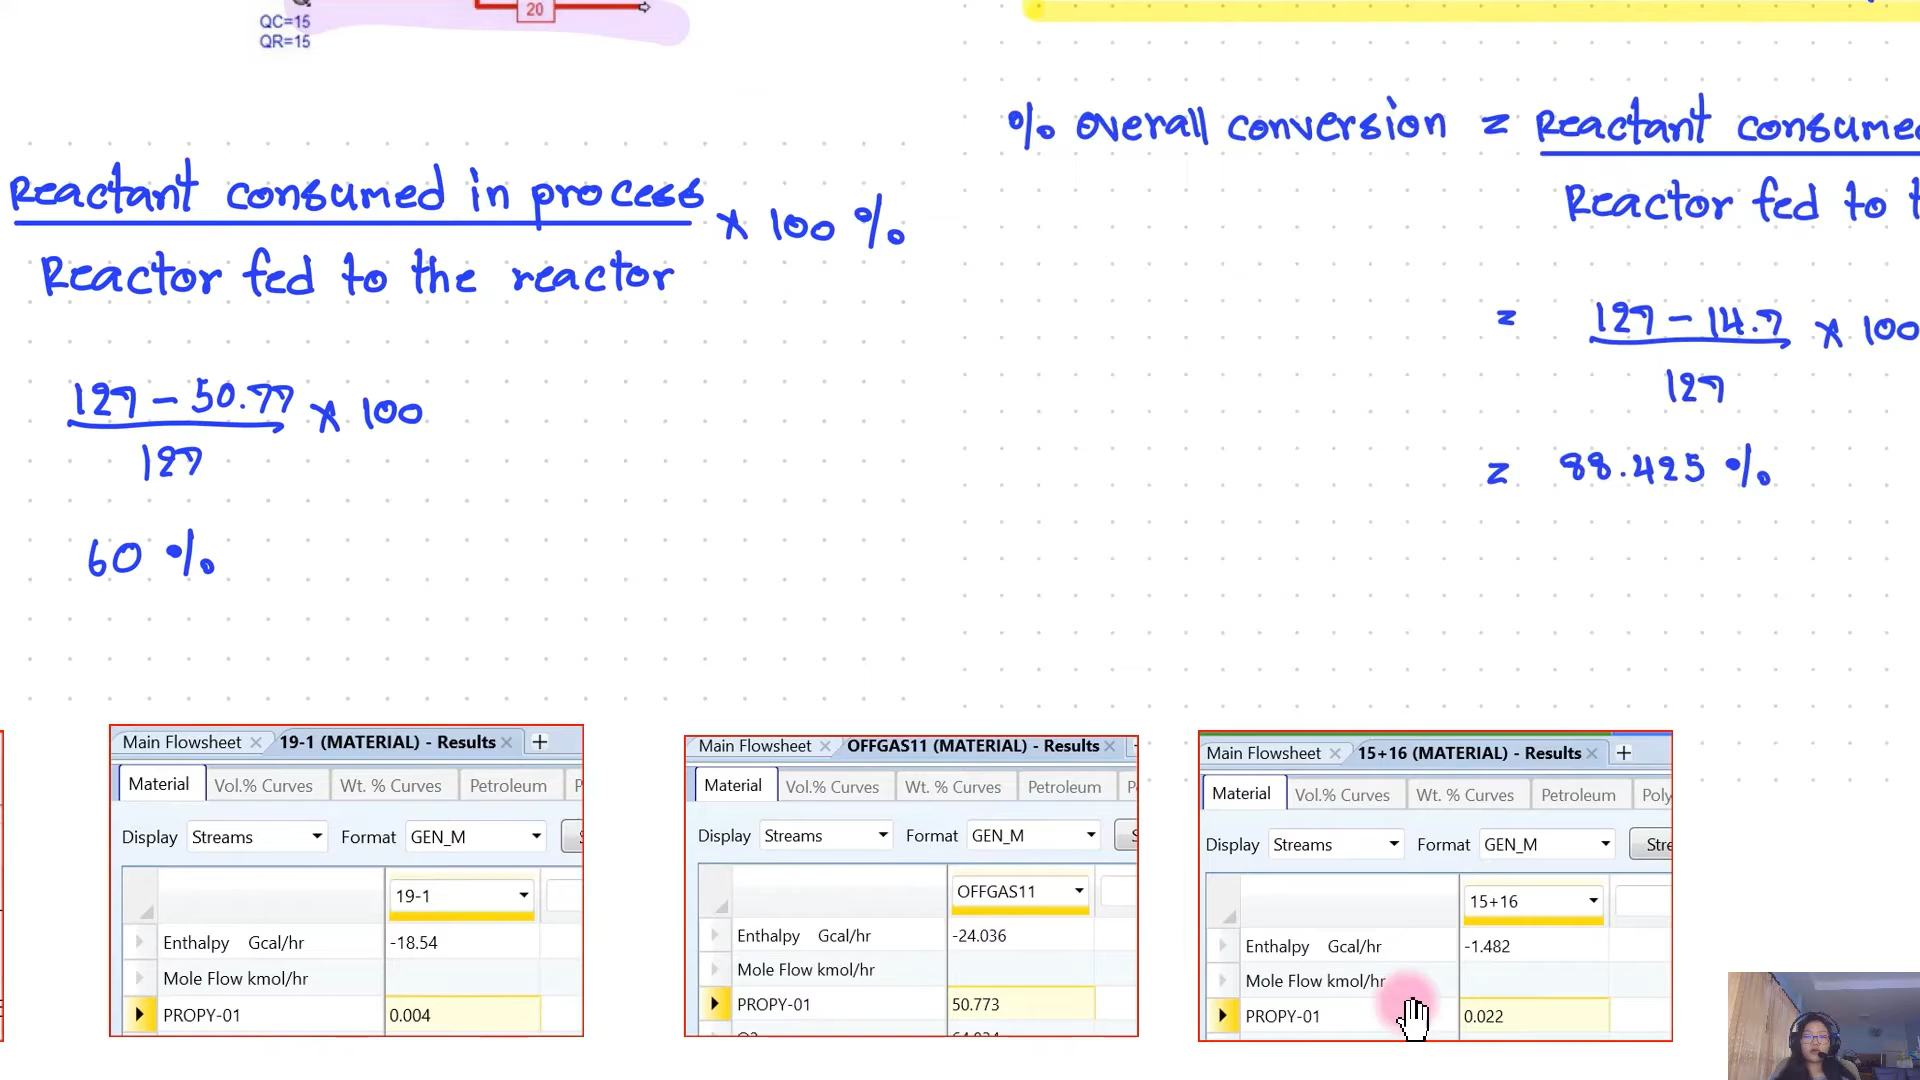 20
QC=15
QR=15
Reactant consumed in process
Reactor fed to the reactor
* 100 %
127 - 50.77
127
* 100
60 %
% overall conversion = Reactant consumed
Reactor fed to t
= 127 - 14.7
127
* 100
= 88.425 %
Main Flowsheet × 19-1 (MATERIAL) - Results × +
Material Vol.% Curves Wt. % Curves Petroleum P
Display Streams Format GEN_M S
19-1
Enthalpy Gcal/hr -18.54
Mole Flow kmol/hr
PROPY-01 0.004
Main Flowsheet × OFFGAS11 (MATERIAL) - Results ×
Material Vol.% Curves Wt. % Curves Petroleum P
Display Streams Format GEN_M S
OFFGAS11
Enthalpy Gcal/hr -24.036
Mole Flow kmol/hr
PROPY-01 50.773
Main Flowsheet × 15+16 (MATERIAL) - Results × +
Material Vol.% Curves Wt. % Curves Petroleum Poly
Display Streams Format GEN_M Stre
15+16
Enthalpy Gcal/hr -1.482
Mole Flow kmol/hr
PROPY-01 0.022